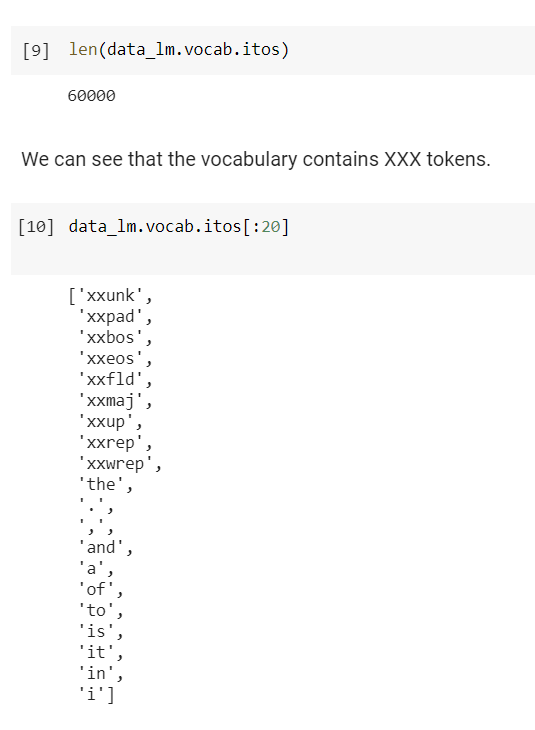 [9] len(data_lm.vocab.itos)
60000
We can see that the vocabulary contains XXX tokens.
[10] data_lm.vocab.itos[:20]
['xxunk',
'xxpad',
'xxbos',
'xxeos',
'xxfld',
'xxmaj',
'xxup',
'xxrep',
'xxwrep',
'the',
'.',
',',
'and',
'a',
'of',
'to',
'is',
'it',
'in',
'i']